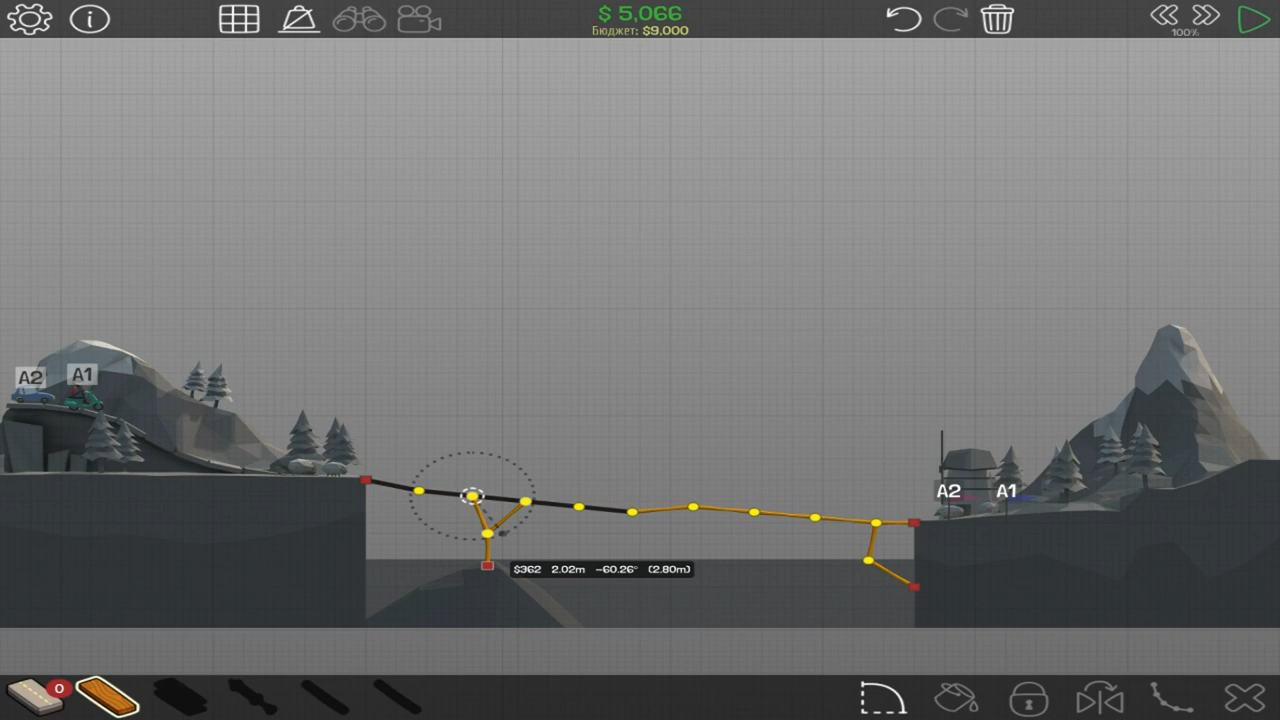 $ 5,066
Бюджет: $9,000
100%
A2
A1
A2
A1
$362 2.02m -60.26° (2.80m)
0